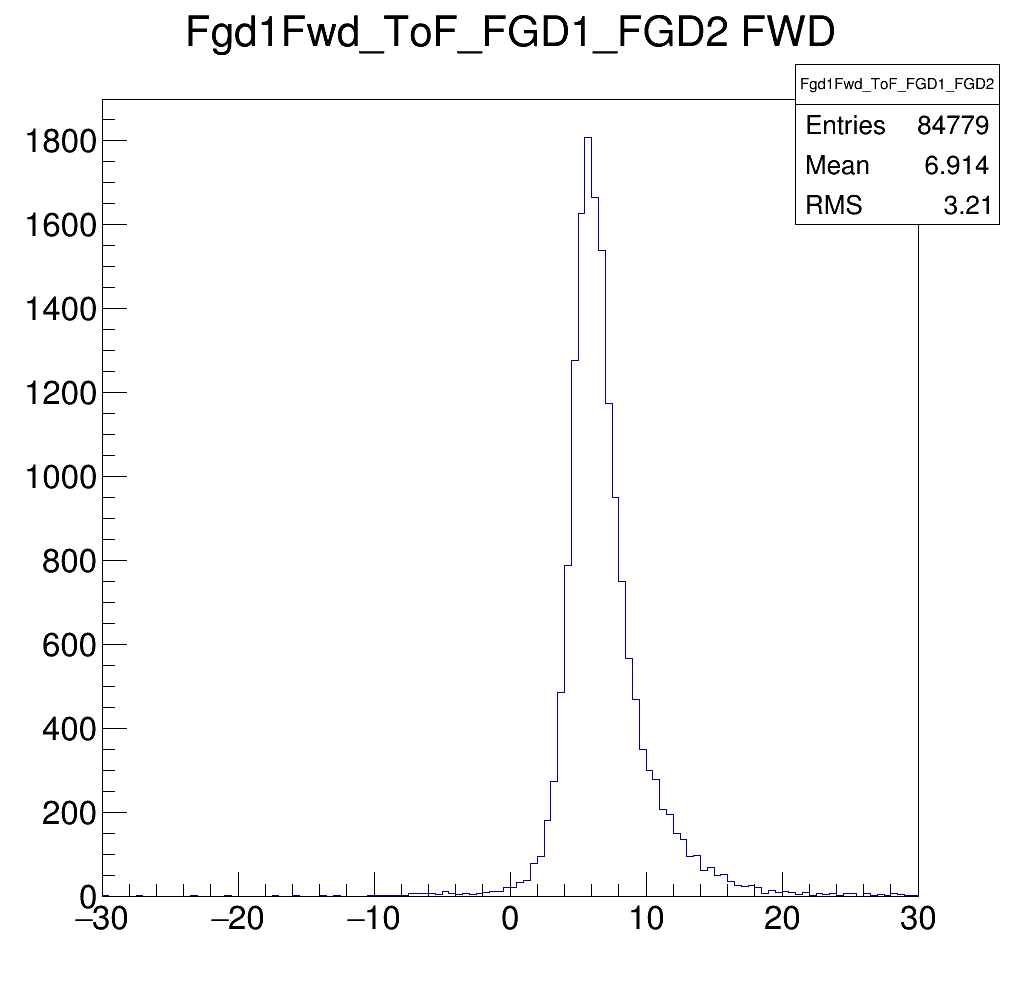 Fgd1Fwd_ToF_FGD1_FGD2 FWD
Fgd1Fwd_ToF_FGD1_FGD2
Entries 84779
Mean 6.914
RMS 3.21
1800
1600
1400
1200
1000
800
600
400
200
0
−30 −20 −10 0 10 20 30